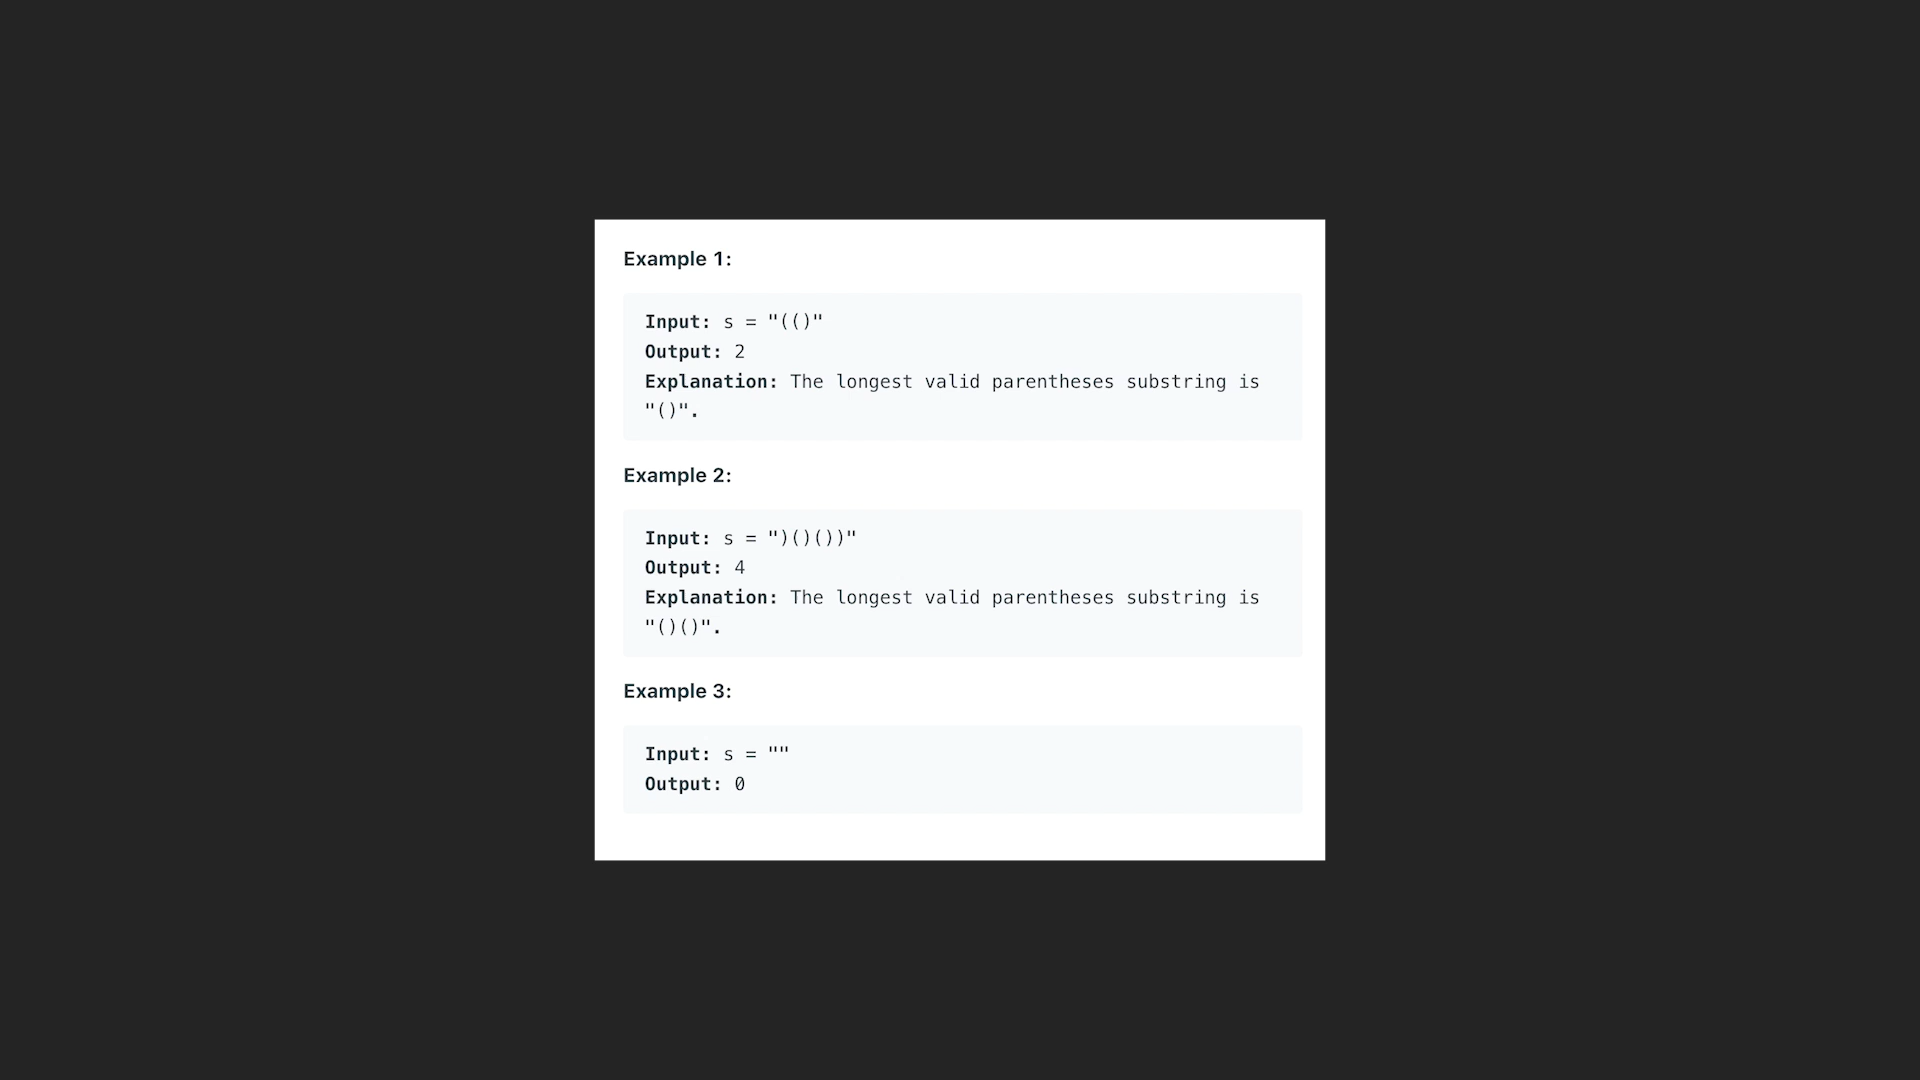 Example 1:
Input: s = "(()"
Output: 2
Explanation: The longest valid parentheses substring is
"()".
Example 2:
Input: s = ")()())"
Output: 4
Explanation: The longest valid parentheses substring is
"()()".
Example 3:
Input: s = ""
Output: 0